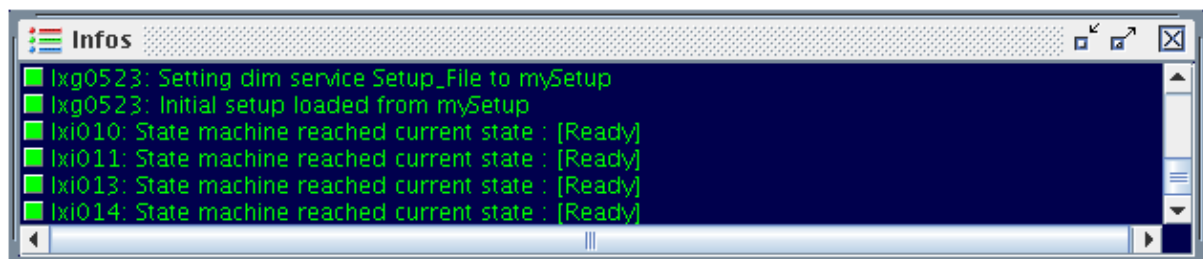 Infos
lxg0523: Setting dim service Setup_File to mySetup
lxg0523: Initial setup loaded from mySetup
lxi010: State machine reached current state : [Ready]
lxi011: State machine reached current state : [Ready]
lxi013: State machine reached current state : [Ready]
lxi014: State machine reached current state : [Ready]